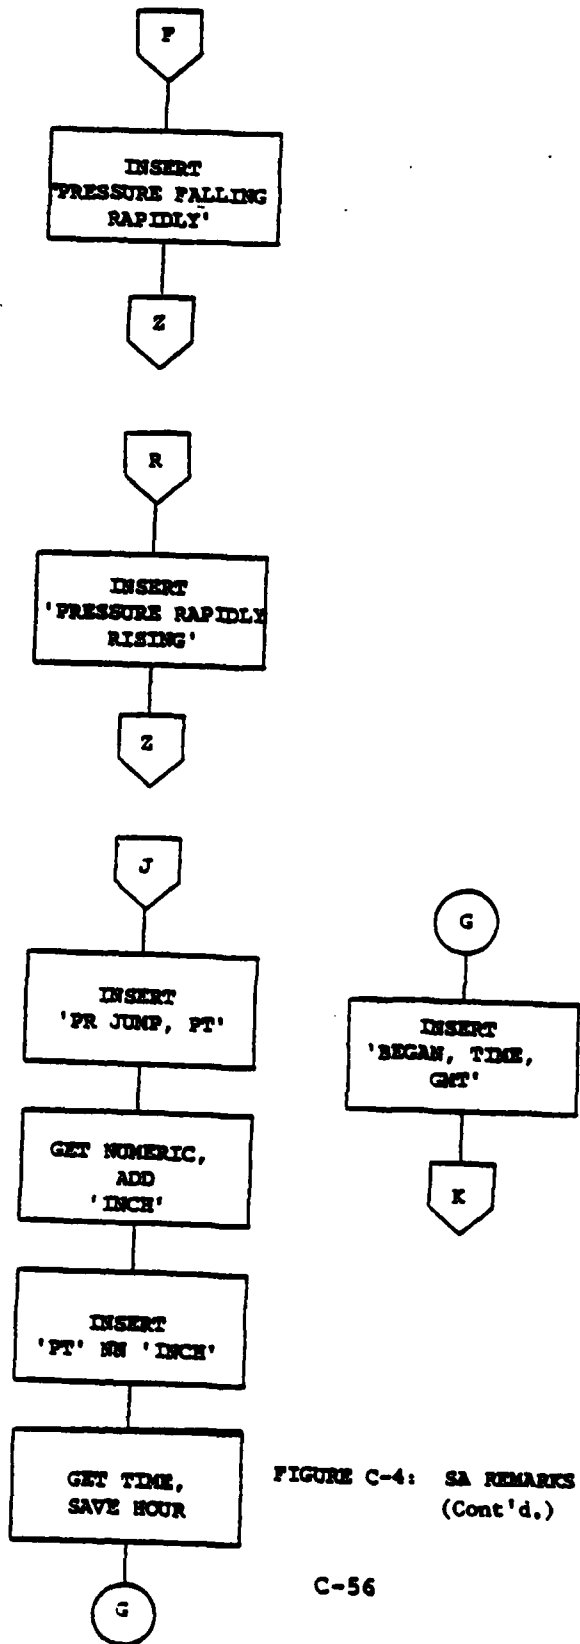 F
INSERT
'PRESSURE FALLING
RAPIDLY'
Z
R
INSERT
'PRESSURE RAPIDLY
RISING'
Z
J
INSERT
'PR JUMP, PT'
GET NUMERIC,
ADD
'INCH'
INSERT
'PT' NN 'INCH'
GET TIME,
SAVE HOUR
G
G
INSERT
'BEGAN, TIME,
GMT'
K
FIGURE C-4: SA REMARKS
(Cont'd.)
C-56